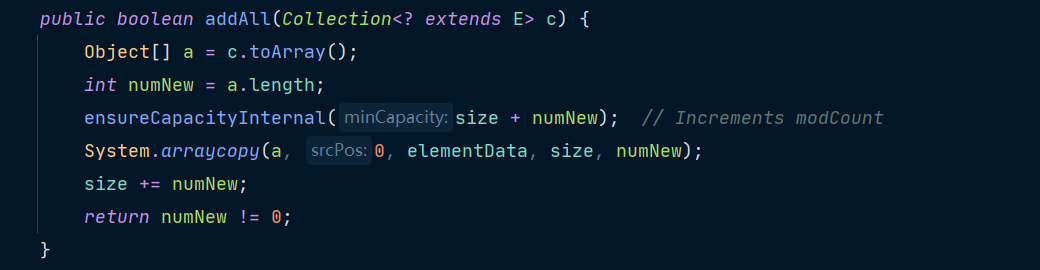 public boolean addAll(Collection<? extends E> c) {
Object[] a = c.toArray();
int numNew = a.length;
ensureCapacityInternal( minCapacity: size + numNew);  // Increments modCount
System.arraycopy(a, srcPos: 0, elementData, size, numNew);
size += numNew;
return numNew != 0;
}